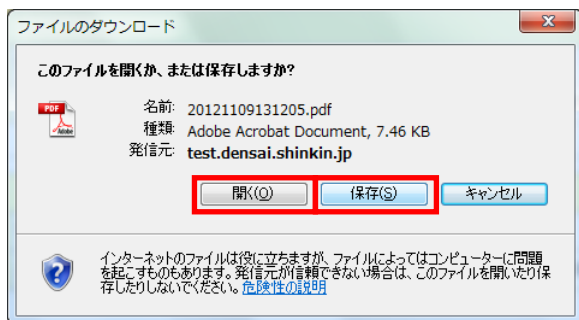 ファイルのダウンロード
x
このファイルを開くか、または保存しますか?
PDF
Adobe
名前: 20121109131205.pdf
種類: Adobe Acrobat Document, 7.46 KB
発信元: test.densai.shinkin.jp
開く(O) 保存(S) キャンセル
インターネットのファイルは役に立ちますが、ファイルによってはコンピューターに問題
を起こすものもあります。発信元が信頼できない場合は、このファイルを開いたり保
存したりしないでください。危険性の説明